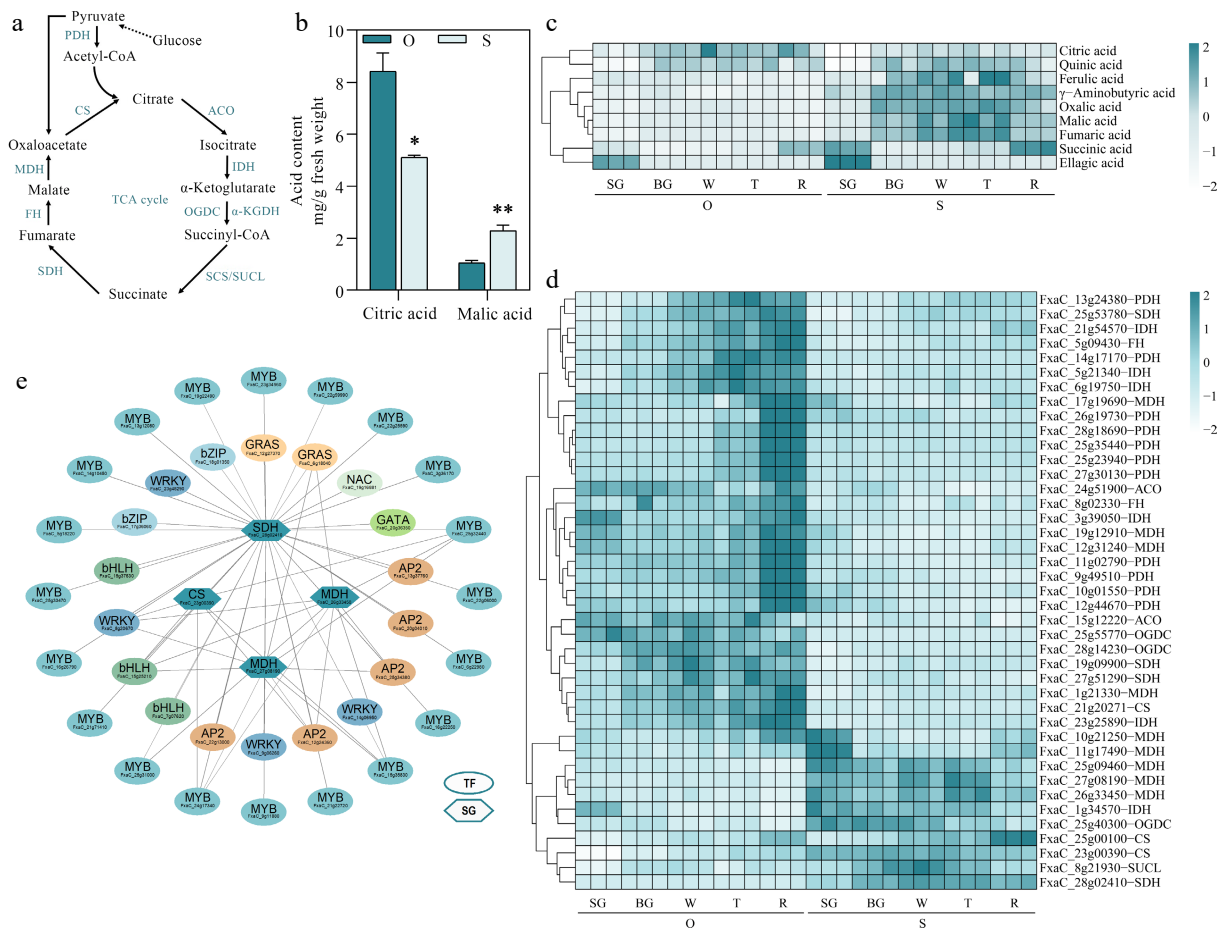 a
Pyruvate
PDH
Glucose
Acetyl-CoA
Citrate
CS
ACO
Oxaloacetate
Isocitrate
MDH
IDH
Malate
α-Ketoglutarate
TCA cycle
OGDC
α-KGDH
FH
Fumarate
Succinyl-CoA
SDH
SCS/SUCL
Succinate
b
O
S
Acid content
mg/g fresh weight
10
8
6
4
2
0
*
**
Citric acid
Malic acid
c
Citric acid
Quinic acid
Ferulic acid
γ−Aminobutyric acid
Oxalic acid
Malic acid
Fumaric acid
Succinic acid
Ellagic acid
SG BG W T R SG BG W T R
O S
2
1
0
−1
−2
d
FxaC_13g24380−PDH
FxaC_25g53780−SDH
FxaC_21g54570−IDH
FxaC_5g09430−FH
FxaC_14g17170−PDH
FxaC_5g21340−IDH
FxaC_6g19750−IDH
FxaC_17g19690−MDH
FxaC_26g19730−PDH
FxaC_28g18690−PDH
FxaC_25g35440−PDH
FxaC_25g23940−PDH
FxaC_27g30130−PDH
FxaC_24g51900−ACO
FxaC_8g02330−FH
FxaC_3g39050−IDH
FxaC_19g12910−MDH
FxaC_12g31240−MDH
FxaC_11g02790−PDH
FxaC_9g49510−PDH
FxaC_10g01550−PDH
FxaC_12g44670−PDH
FxaC_15g12220−ACO
FxaC_25g55770−OGDC
FxaC_28g14230−OGDC
FxaC_19g09900−SDH
FxaC_27g51290−SDH
FxaC_1g21330−MDH
FxaC_21g20271−CS
FxaC_23g25890−IDH
FxaC_10g21250−MDH
FxaC_11g17490−MDH
FxaC_25g09460−MDH
FxaC_27g08190−MDH
FxaC_26g33450−MDH
FxaC_1g34570−IDH
FxaC_25g40300−OGDC
FxaC_25g00100−CS
FxaC_23g00390−CS
FxaC_8g21930−SUCL
FxaC_28g02410−SDH
SG BG W T R SG BG W T R
O S
2
1
0
−1
−2
e
MYB
MYB
MYB
MYB
MYB
MYB
bZIP
GRAS
GRAS
MYB
WRKY
NAC
MYB
MYB
bZIP
SDH
GATA
MYB
MYB
bHLH
AP2
MYB
CS
MDH
WRKY
AP2
MYB
bHLH
MDH
AP2
MYB
MYB
bHLH
AP2
WRKY
AP2
WRKY
MYB
MYB
MYB
MYB
MYB
MYB
TF
SG